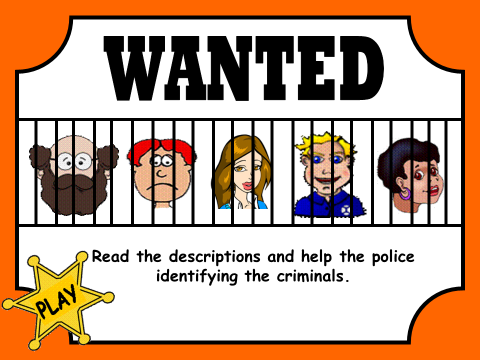 WANTED
Read the descriptions and help the police
identifying the criminals.
PLAY